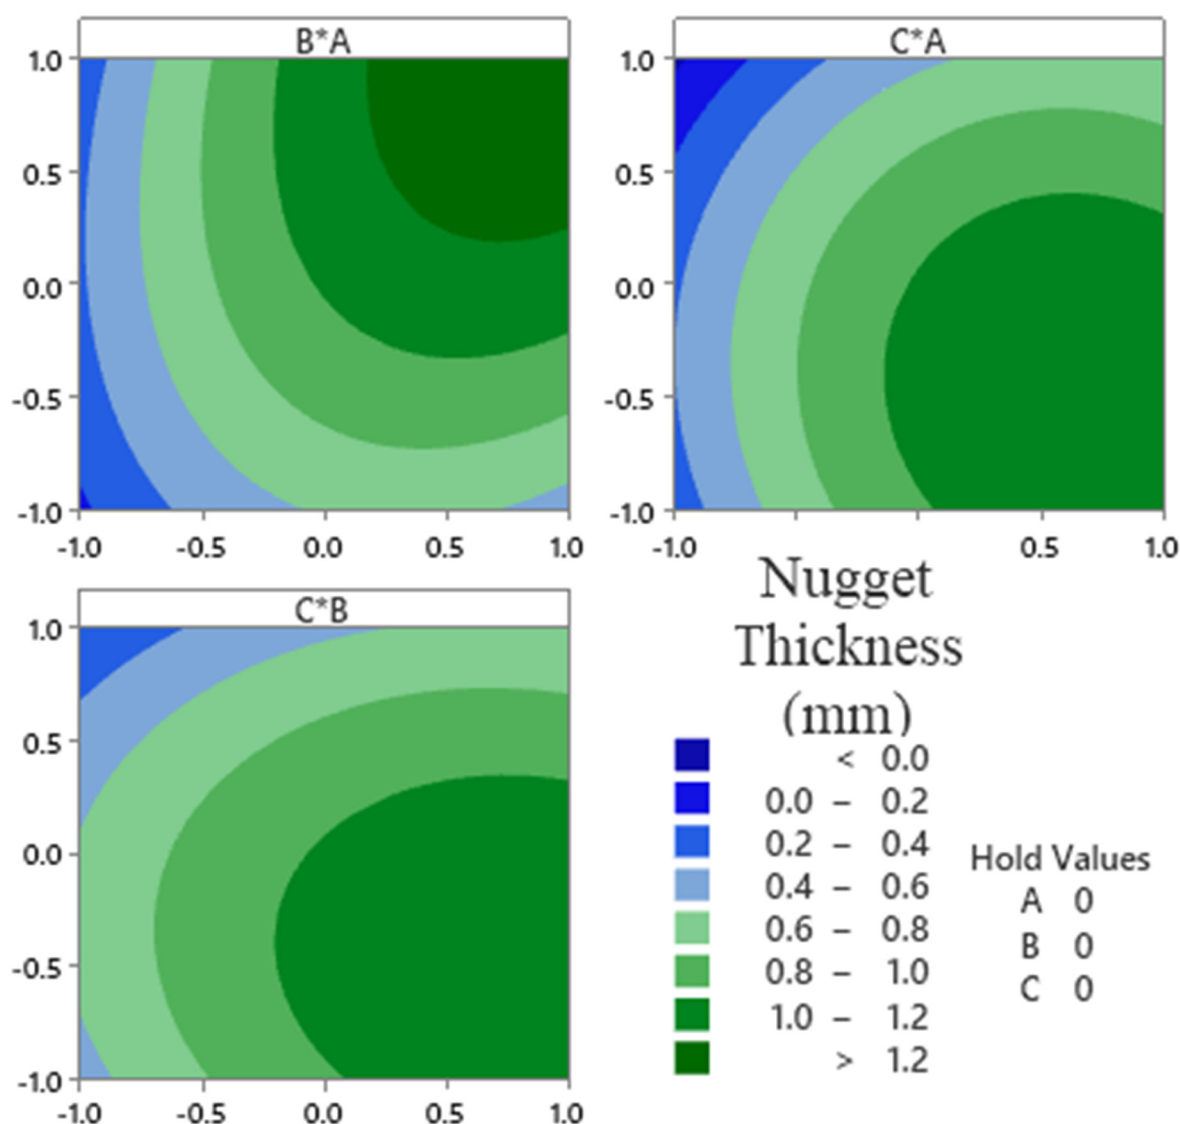 B*A
1.0
0.5
0.0
-0.5
-1.0
-1.0 -0.5 0.0 0.5 1.0
C*A
1.0
0.5
0.0
-0.5
-1.0
-1.0 0.5 1.0
C*B
1.0
0.5
0.0
-0.5
-1.0
-1.0 -0.5 0.0 0.5 1.0
Nugget
Thickness
(mm)
< 0.0
0.0 – 0.2
0.2 – 0.4
0.4 – 0.6
0.6 – 0.8
0.8 – 1.0
1.0 – 1.2
> 1.2
Hold Values
A 0
B 0
C 0